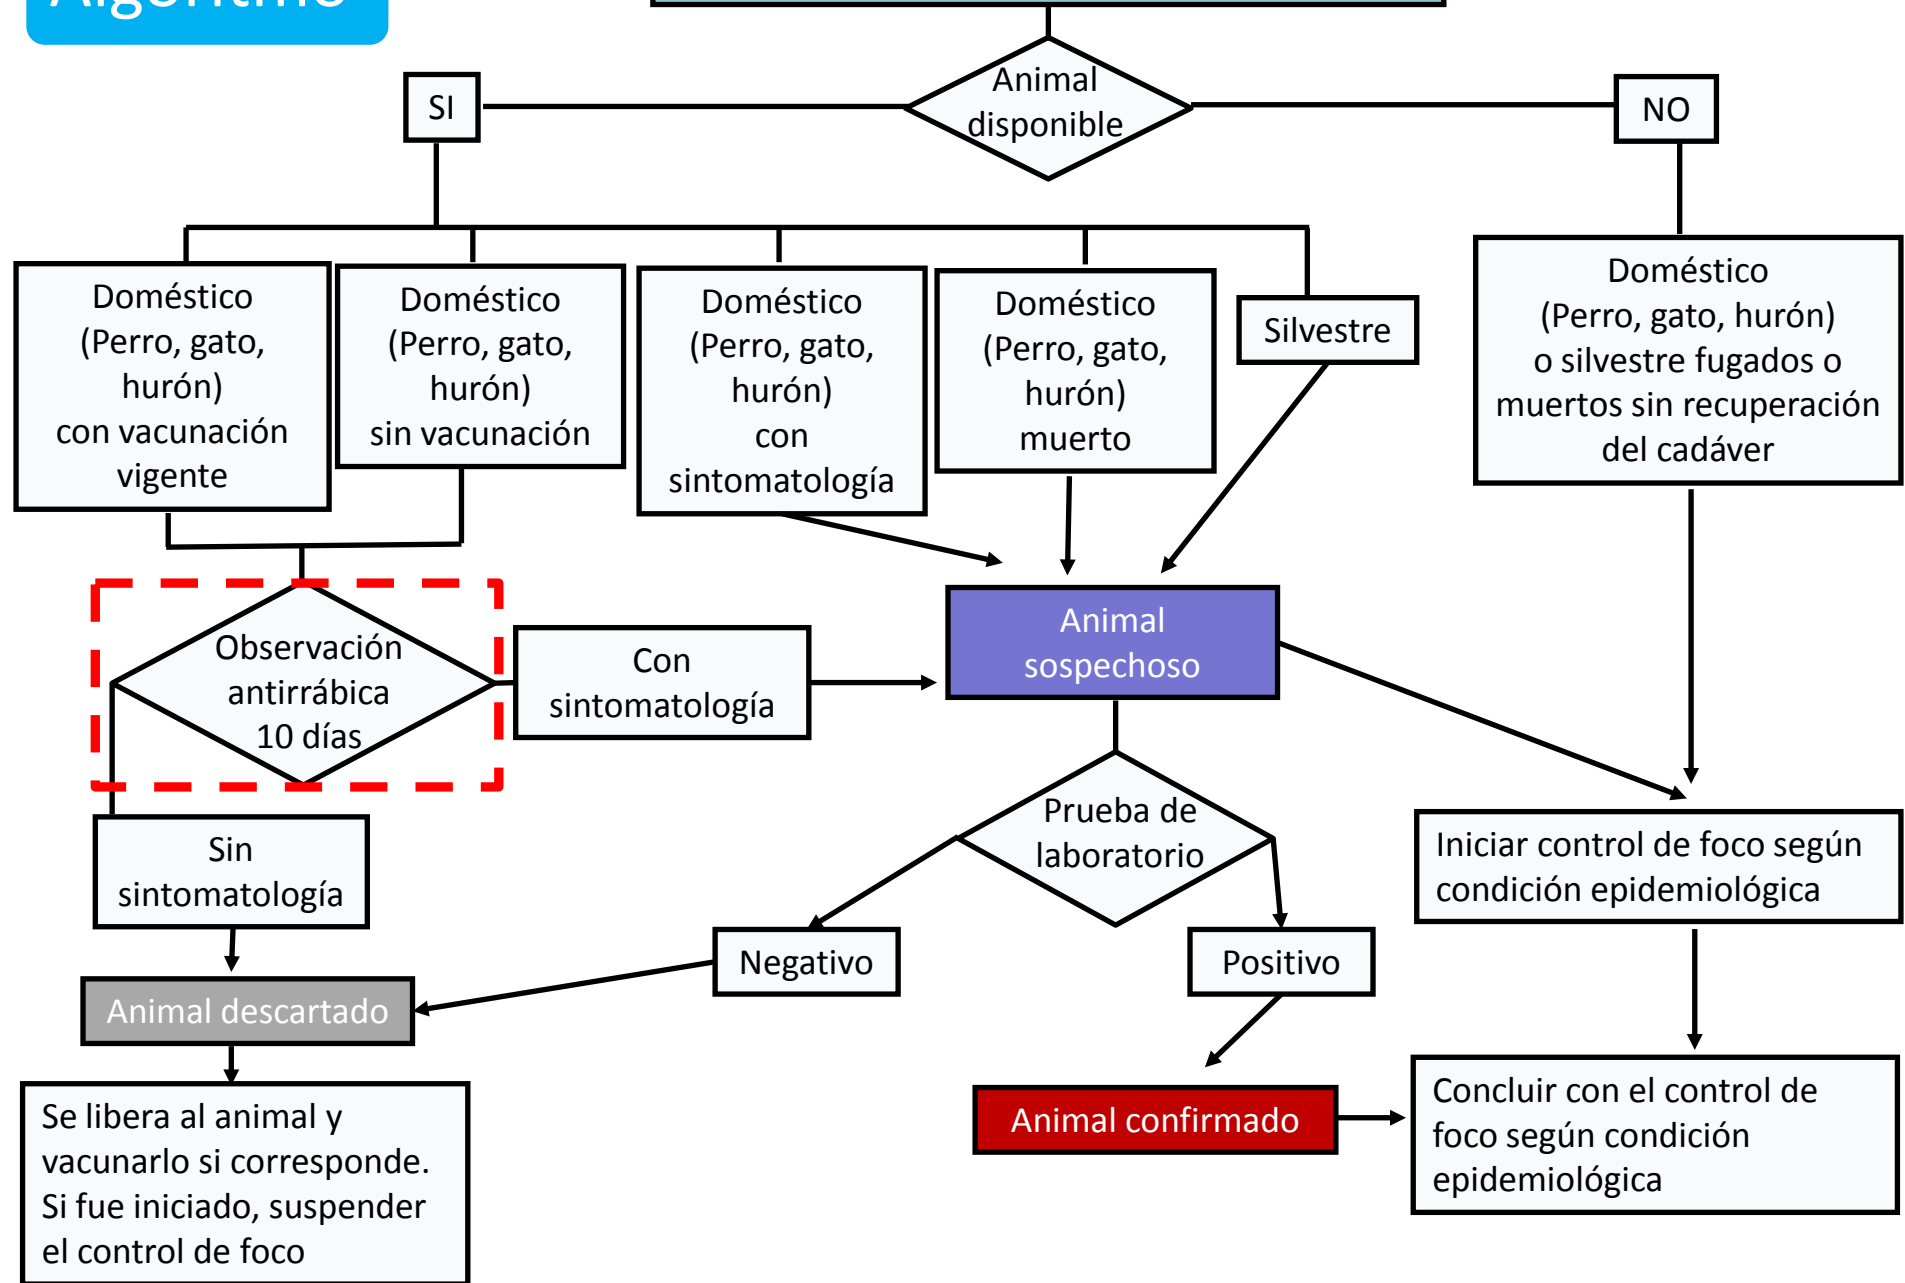 Algoritmo
Animal
disponible
SI
NO
Doméstico
(Perro, gato,
hurón)
con vacunación
vigente
Doméstico
(Perro, gato,
hurón)
sin vacunación
Doméstico
(Perro, gato,
hurón)
con
sintomatología
Doméstico
(Perro, gato,
hurón)
muerto
Silvestre
Doméstico
(Perro, gato, hurón)
o silvestre fugados o
muertos sin recuperación
del cadáver
Observación
antirrábica
10 días
Con
sintomatología
Animal
sospechoso
Sin
sintomatología
Prueba de
laboratorio
Iniciar control de foco según
condición epidemiológica
Negativo
Positivo
Animal descartado
Animal confirmado
Concluir con el control de
foco según condición
epidemiológica
Se libera al animal y
vacunarlo si corresponde.
Si fue iniciado, suspender
el control de foco